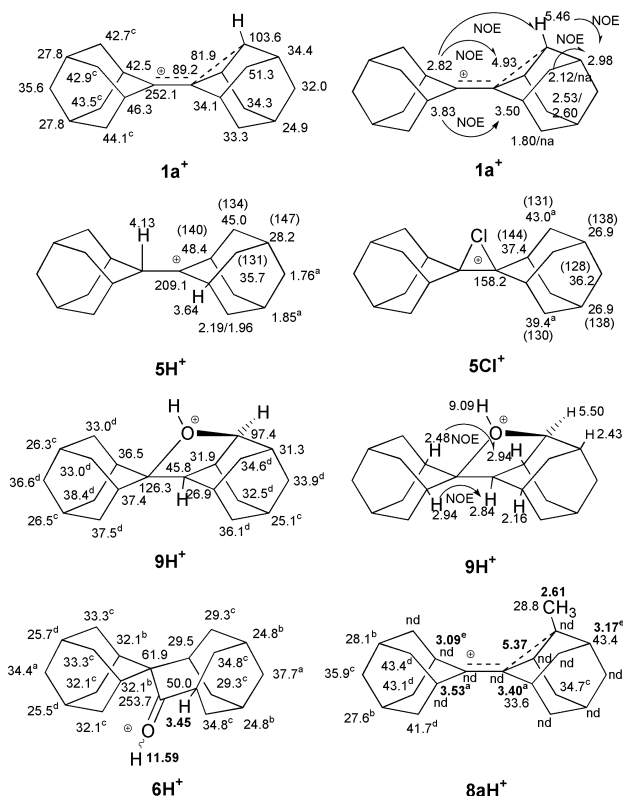 H
103.6
42.7c
81.9
34.4
27.8
42.5
⊕
89.2
51.3
35.6
42.9c
32.0
43.5c
252.1
34.3
46.3
34.1
27.8
24.9
44.1c
33.3
1a+
NOE
H 5.46 NOE
NOE
NOE
2.82
4.93
2.98
⊕
2.12/na
2.53/
2.60
3.83
3.50
NOE
1.80/na
1a+
(134)
45.0
(147)
4.13
(140)
28.2
H
48.4
⊕
(131)
35.7
1.76a
209.1
H
3.64
1.85a
2.19/1.96
5H+
(131)
43.0a
(138)
Cl
(144)
26.9
37.4
⊕
(128)
36.2
158.2
26.9
39.4a
(138)
(130)
5Cl+
H
⊕
H
33.0d
O
97.4
26.3c
36.5
31.9
31.3
45.8
34.6d
36.6d
33.0d
33.9d
38.4d
126.3
32.5d
37.4
H
26.9
26.5c
25.1c
37.5d
36.1d
9H+
9.09 H
⊕
H 5.50
O
2.48
NOE
H 2.43
H
2.94
H
H
NOE
H
H
2.94
2.84
2.16
9H+
33.3c
29.3c
25.7d
32.1b
29.5
24.8b
61.9
33.3c
34.8c
34.4a
37.7a
32.1c
50.0
29.3c
32.1b
253.7
H
25.5d
3.45
24.8b
32.1c
34.8c
O
⊕
H 11.59
6H+
2.61
28.8 CH3
nd
nd
3.17e
28.1b
3.09e
5.37
43.4
nd
⊕
nd
nd
43.4d
35.9c
nd
43.1d
nd
34.7c
3.53a
3.40a
nd
33.6
nd
27.6b
41.7d
nd
8aH+